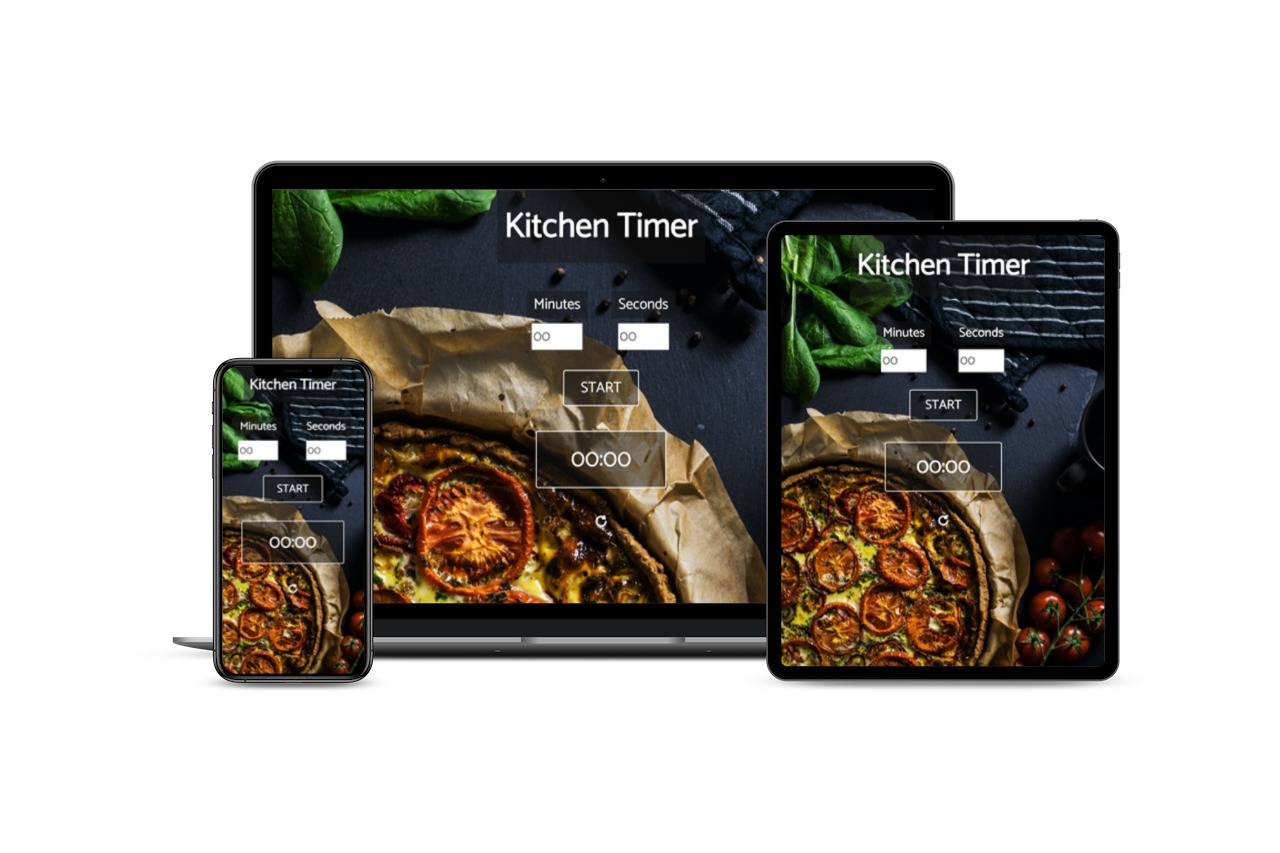 Kitchen Timer
Minutes Seconds
00 00
START
00:00
Kitchen Timer
Minutes Seconds
00 00
START
00:00
Kitchen Timer
Minutes Seconds
00 00
START
00:00